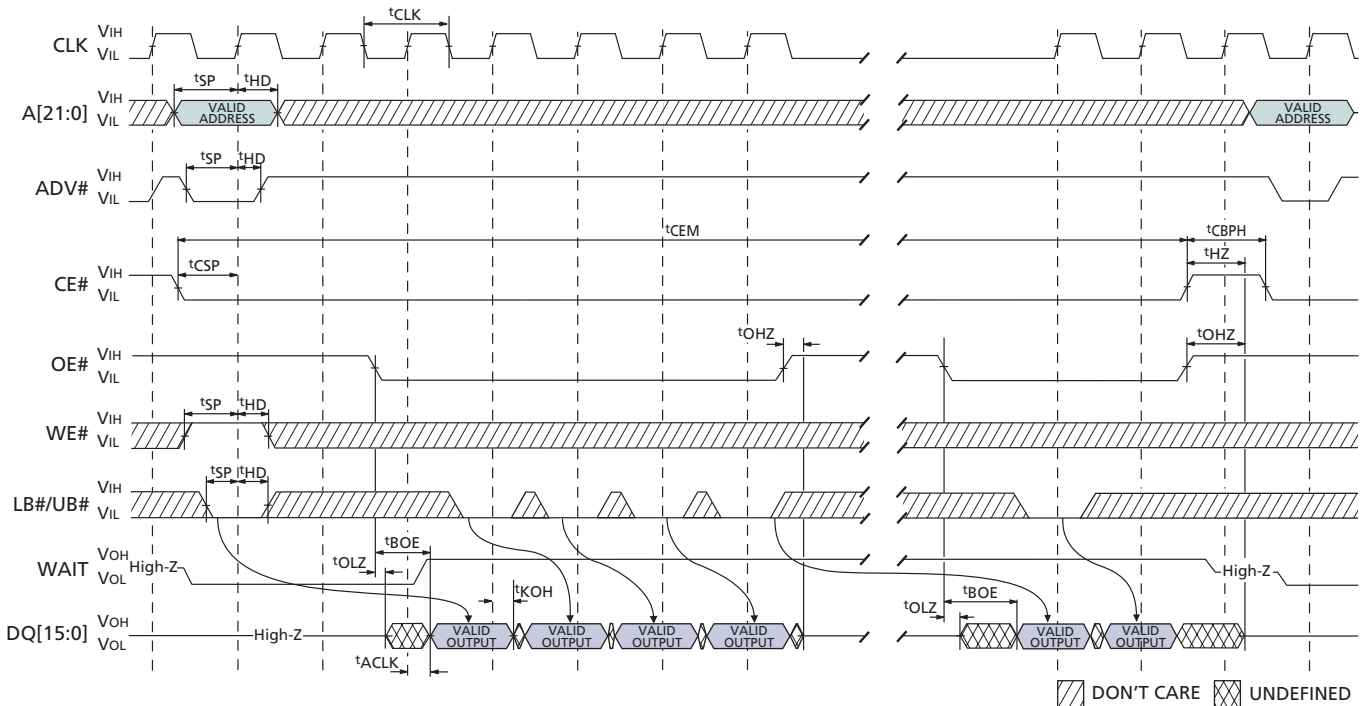 tCLK
CLK VIH
VIL
tSP tHD
A[21:0] VIH
VIL
VALID ADDRESS
VALID ADDRESS
tSP tHD
ADV# VIH
VIL
tCEM
tCBPH
tHZ
tCSP
CE# VIH
VIL
tOHZ
tOHZ
OE# VIH
VIL
tSP tHD
WE# VIH
VIL
tSP tHD
LB#/UB# VIH
VIL
tBOE
tOLZ
WAIT VOH
VOL
High-Z
High-Z
tKOH
tBOE
tOLZ
DQ[15:0] VOH
VOL
High-Z
VALID OUTPUT
VALID OUTPUT
VALID OUTPUT
VALID OUTPUT
VALID OUTPUT
VALID OUTPUT
tACLK
DON'T CARE UNDEFINED